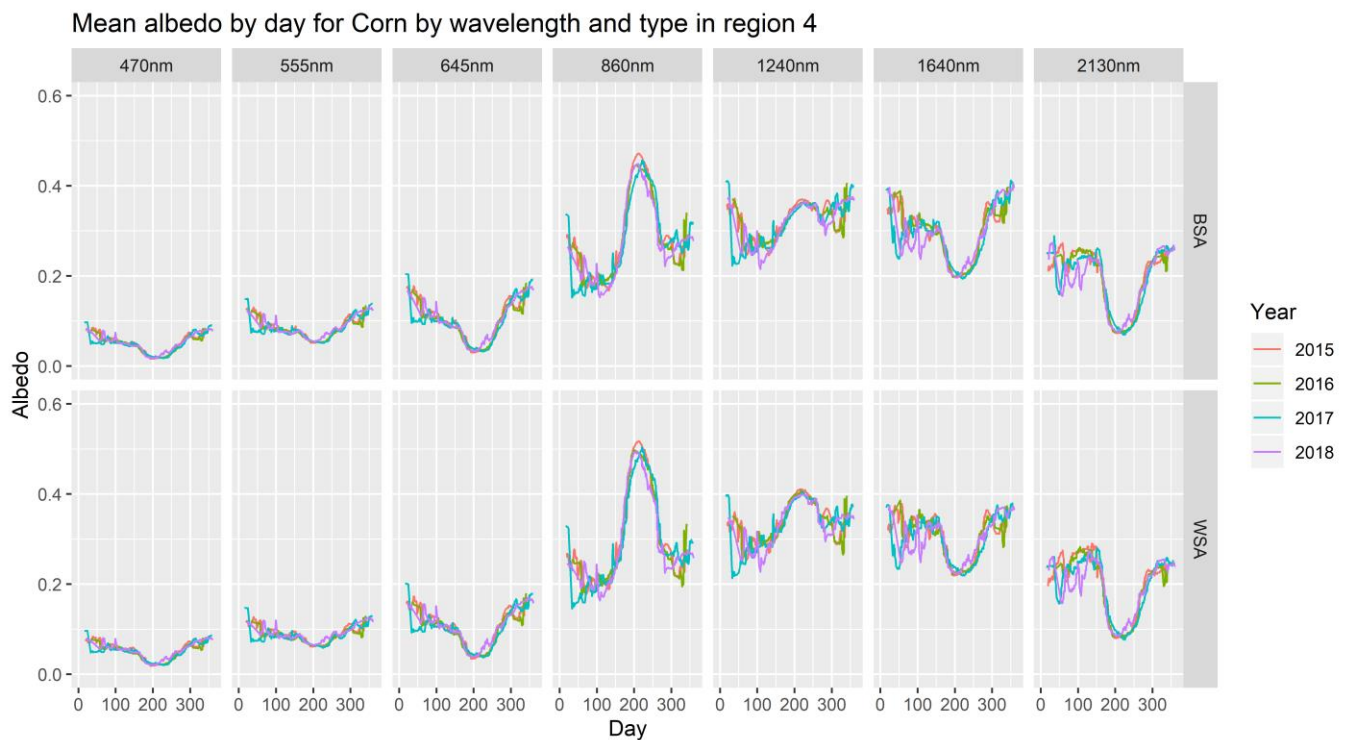 Mean albedo by day for Corn by wavelength and type in region 4
470nm 555nm 645nm 860nm 1240nm 1640nm 2130nm
0.6
0.4
0.2
0.0
BSA
0.6
0.4
0.2
0.0
WSA
Albedo
0 100 200 300 0 100 200 300 0 100 200 300 0 100 200 300 0 100 200 300 0 100 200 300 0 100 200 300
Day
Year
2015
2016
2017
2018